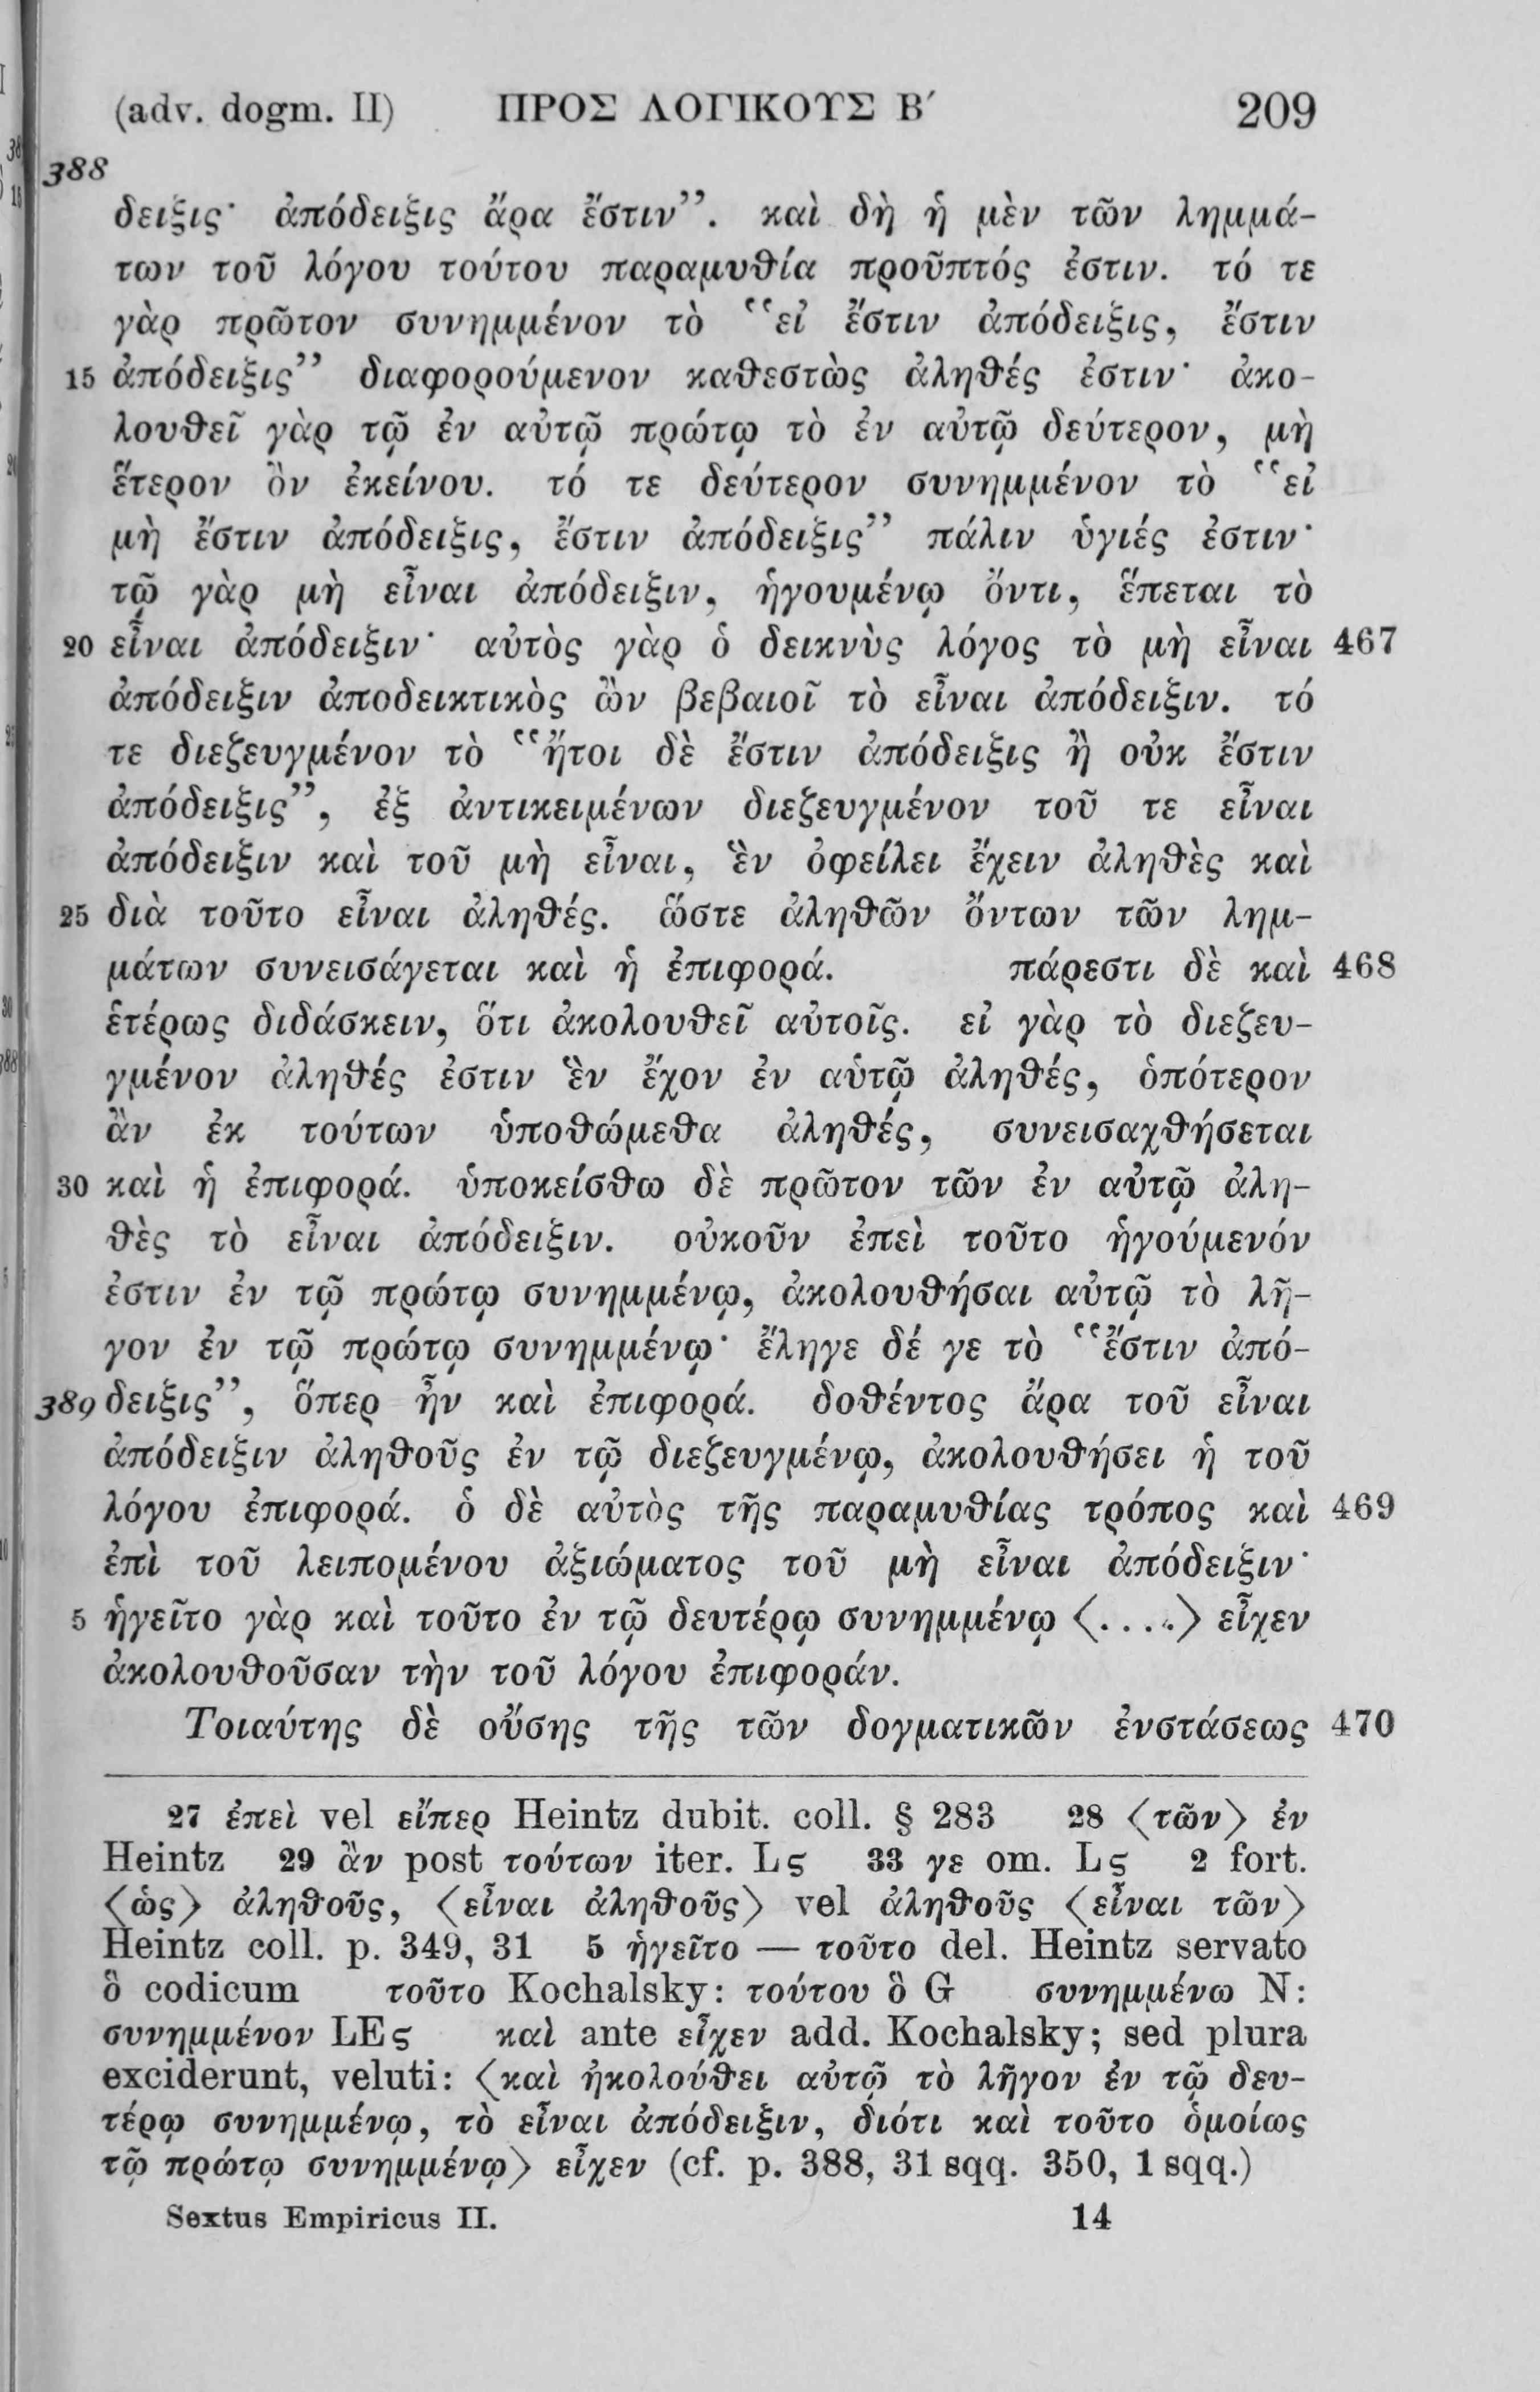 (adv. dogm. II) ΠΡΟΣ ΛΟΓΙΚΟΥΣ Β′ 209
388
δειξις· ἀπόδειξις ἄρα ἔστιν”. καὶ δὴ ἡ μὲν τῶν λημμά-
των τοῦ λόγου τούτου παραμυθία προῦπτός ἐστιν. τό τε
γὰρ πρῶτον συνημμένον τὸ “εἰ ἔστιν ἀπόδειξις, ἔστιν
15 ἀπόδειξις” διαφορούμενον καθεστὼς ἀληθές ἐστιν· ἀκο-
λουθεῖ γὰρ τῷ ἐν αὐτῷ πρώτῳ τὸ ἐν αὐτῷ δεύτερον, μὴ
ἕτερον ὂν ἐκείνου. τό τε δεύτερον συνημμένον τὸ “εἰ
μὴ ἔστιν ἀπόδειξις, ἔστιν ἀπόδειξις” πάλιν ὑγιές ἐστιν·
τῷ γὰρ μὴ εἶναι ἀπόδειξιν, ἡγουμένῳ ὄντι, ἕπεται τὸ
20 εἶναι ἀπόδειξιν· αὐτὸς γὰρ ὁ δεικνὺς λόγος τὸ μὴ εἶναι 467
ἀπόδειξιν ἀποδεικτικὸς ὢν βεβαιοῖ τὸ εἶναι ἀπόδειξιν. τό
τε διεζευγμένον τὸ “ἤτοι δὲ ἔστιν ἀπόδειξις ἢ οὐκ ἔστιν
ἀπόδειξις”, ἐξ ἀντικειμένων διεζευγμένον τοῦ τε εἶναι
ἀπόδειξιν καὶ τοῦ μὴ εἶναι, ἓν ὀφείλει ἔχειν ἀληθὲς καὶ
25 διὰ τοῦτο εἶναι ἀληθές. ὥστε ἀληθῶν ὄντων τῶν λημ-
μάτων συνεισάγεται καὶ ἡ ἐπιφορά. πάρεστι δὲ καὶ 468
ἑτέρως διδάσκειν, ὅτι ἀκολουθεῖ αὐτοῖς. εἰ γὰρ τὸ διεζευ-
γμένον ἀληθές ἐστιν ἓν ἔχον ἐν αὑτῷ ἀληθές, ὁπότερον
ἂν ἐκ τούτων ὑποθώμεθα ἀληθές, συνεισαχθήσεται
30 καὶ ἡ ἐπιφορά. ὑποκείσθω δὲ πρῶτον τῶν ἐν αὐτῷ ἀλη-
θὲς τὸ εἶναι ἀπόδειξιν. οὐκοῦν ἐπεὶ τοῦτο ἡγούμενόν
ἐστιν ἐν τῷ πρώτῳ συνημμένῳ, ἀκολουθήσαι αὐτῷ τὸ λῆ-
γον ἐν τῷ πρώτῳ συνημμένῳ· ἔληγε δέ γε τὸ “ἔστιν ἀπό-
389 δειξις”, ὅπερ ἦν καὶ ἐπιφορά. δοθέντος ἄρα τοῦ εἶναι
ἀπόδειξιν ἀληθοῦς ἐν τῷ διεζευγμένῳ, ἀκολουθήσει ἡ τοῦ
λόγου ἐπιφορά. ὁ δὲ αὐτὸς τῆς παραμυθίας τρόπος καὶ 469
ἐπὶ τοῦ λειπομένου ἀξιώματος τοῦ μὴ εἶναι ἀπόδειξιν·
5 ἡγεῖτο γὰρ καὶ τοῦτο ἐν τῷ δευτέρῳ συνημμένῳ 〈. . . .〉 εἶχεν
ἀκολουθοῦσαν τὴν τοῦ λόγου ἐπιφοράν.
Τοιαύτης δὲ οὔσης τῆς τῶν δογματικῶν ἐνστάσεως 470
27 ἐπεὶ vel εἴπερ Heintz dubit. coll. § 283 28 〈τῶν〉 ἐν
Heintz 29 ἂν post τούτων iter. Lς 33 γε om. Lς 2 fort.
〈ὡς〉 ἀληθοῦς, 〈εἶναι ἀληθοῦς〉 vel ἀληθοῦς 〈εἶναι τῶν〉
Heintz coll. p. 349, 31 5 ἡγεῖτο — τοῦτο del. Heintz servato
ὃ codicum τοῦτο Kochalsky: τούτου ὃ G συνημμένω N:
συνημμένον LEς καὶ ante εἶχεν add. Kochalsky; sed plura
exciderunt, veluti: 〈καὶ ἠκολούθει αὐτῷ τὸ λῆγον ἐν τῷ δευ-
τέρῳ συνημμένῳ, τὸ εἶναι ἀπόδειξιν, διότι καὶ τοῦτο ὁμοίως
τῷ πρώτῳ συνημμένῳ〉 εἶχεν (cf. p. 388, 31 sqq. 350, 1 sqq.)
Sextus Empiricus II. 14